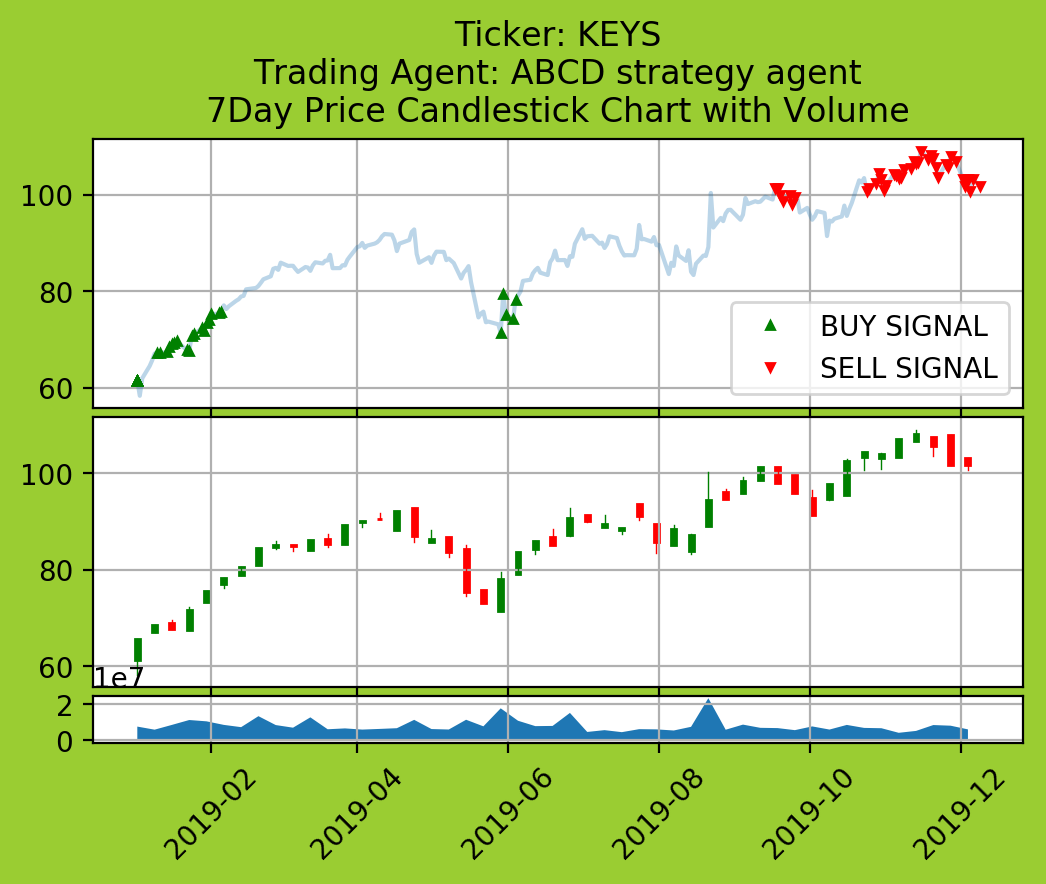 Ticker: KEYS
Trading Agent: ABCD strategy agent
7Day Price Candlestick Chart with Volume
100
80
60
BUY SIGNAL
SELL SIGNAL
100
80
60
1e7
2
0
2019-02
2019-04
2019-06
2019-08
2019-10
2019-12